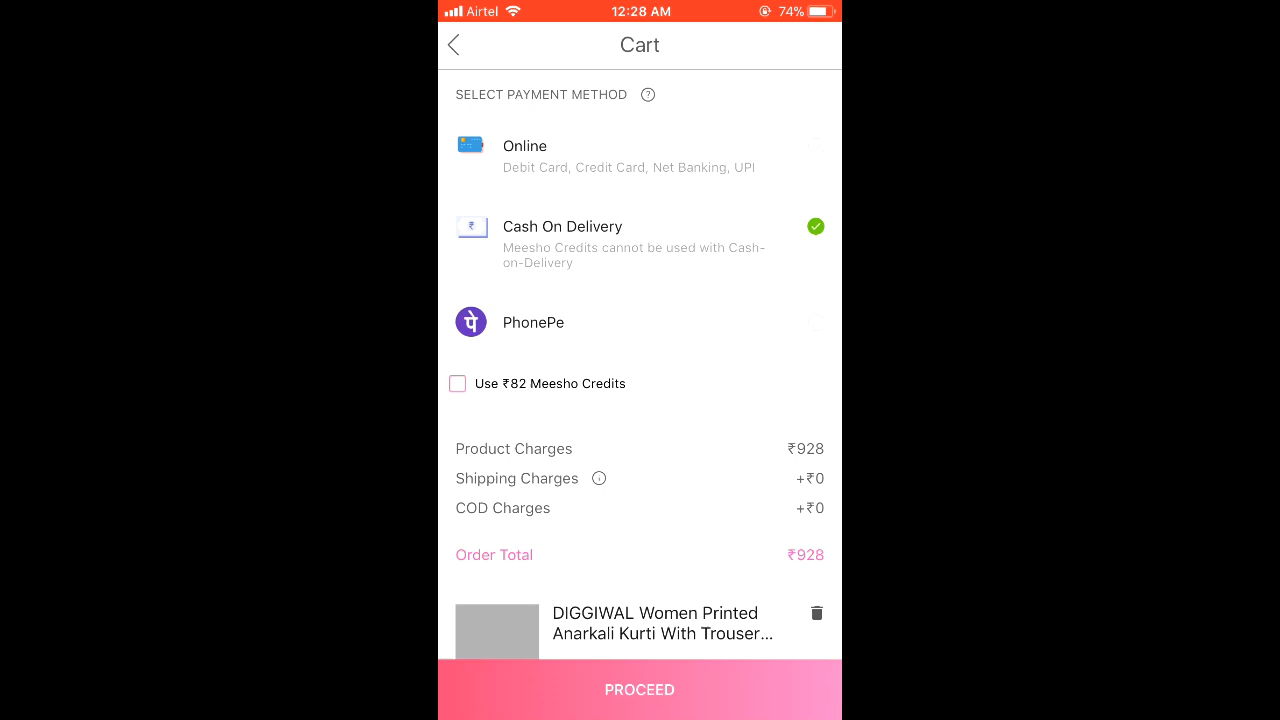 Airtel 12:28 AM 74%
Cart
SELECT PAYMENT METHOD ?
Online
Debit Card, Credit Card, Net Banking, UPI
₹
Cash On Delivery
Meesho Credits cannot be used with Cash-
on-Delivery
पे PhonePe
Use ₹82 Meesho Credits
Product Charges ₹928
Shipping Charges +₹0
COD Charges +₹0
Order Total ₹928
DIGGIWAL Women Printed
Anarkali Kurti With Trouser...
PROCEED